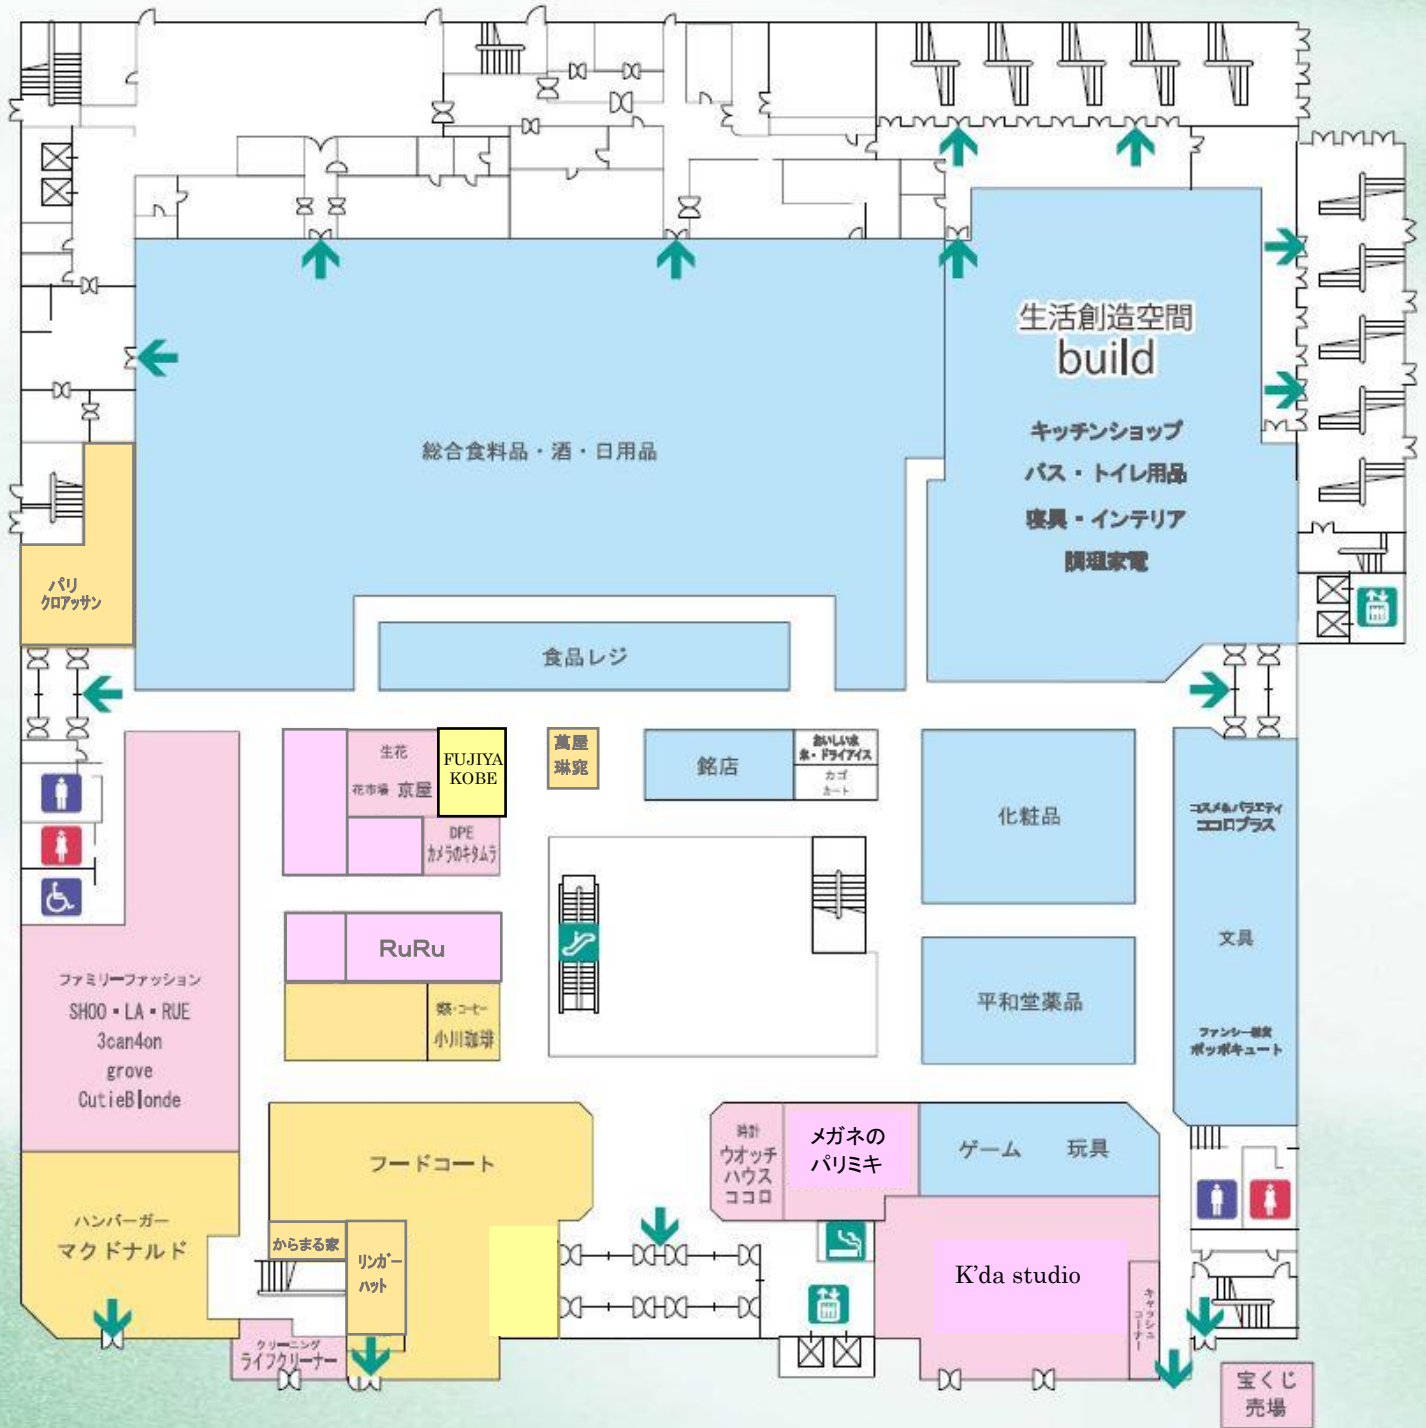 生活創造空間
build
キッチンショップ
バス・トイレ用品
寝具・インテリア
調理家電
総合食料品・酒・日用品
パリ
クロアッサン
食品レジ
生花
花市場 京屋
FUJIYA
KOBE
萬屋
琳寛
銘店
おいしい水
氷・ドライアイス
カゴ
カート
DPE
カメラのキタムラ
化粧品
コスメ&バラエティ
ココロプラス
文具
ファンシー雑貨
ポッポキュート
RuRu
ファミリーファッション
SHOO・LA・RUE
3can4on
grove
CutieBlonde
小川珈琲
平和堂薬品
フードコート
時計
ウオッチ
ハウス
ココロ
メガネの
パリミキ
ゲーム 玩具
ハンバーガー
マクドナルド
からまる家
リンガー
ハット
K'da studio
キャッシュ
コーナー
クリーニング
ライフクリーナー
宝くじ
売場